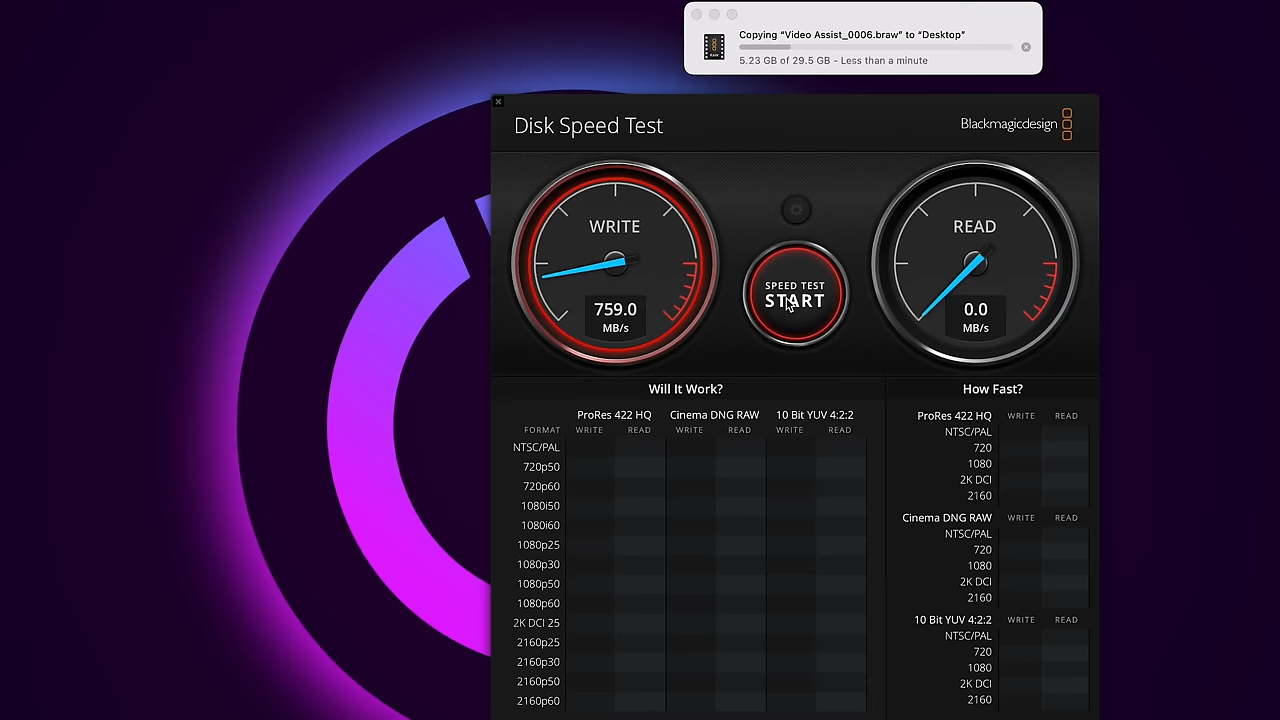 Copying “Video Assist_0006.braw” to “Desktop”
5.23 GB of 29.5 GB - Less than a minute
Disk Speed Test
Blackmagicdesign
WRITE
759.0
MB/s
SPEED TEST
START
READ
0.0
MB/s
Will It Work?
ProRes 422 HQ Cinema DNG RAW 10 Bit YUV 4:2:2
FORMAT WRITE READ WRITE READ WRITE READ
NTSC/PAL
720p50
720p60
1080i50
1080i60
1080p25
1080p30
1080p50
1080p60
2K DCI 25
2160p25
2160p30
2160p50
2160p60
How Fast?
ProRes 422 HQ WRITE READ
NTSC/PAL
720
1080
2K DCI
2160
Cinema DNG RAW WRITE READ
NTSC/PAL
720
1080
2K DCI
2160
10 Bit YUV 4:2:2 WRITE READ
NTSC/PAL
720
1080
2K DCI
2160